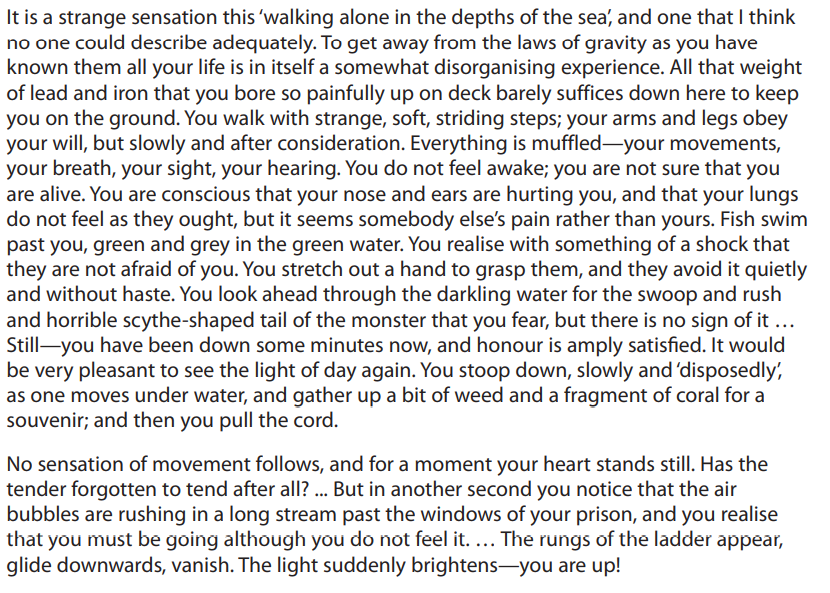 It is a strange sensation this ‘walking alone in the depths of the sea’, and one that I think
no one could describe adequately. To get away from the laws of gravity as you have
known them all your life is in itself a somewhat disorganising experience. All that weight
of lead and iron that you bore so painfully up on deck barely suffices down here to keep
you on the ground. You walk with strange, soft, striding steps; your arms and legs obey
your will, but slowly and after consideration. Everything is muffled—your movements,
your breath, your sight, your hearing. You do not feel awake; you are not sure that you
are alive. You are conscious that your nose and ears are hurting you, and that your lungs
do not feel as they ought, but it seems somebody else’s pain rather than yours. Fish swim
past you, green and grey in the green water. You realise with something of a shock that
they are not afraid of you. You stretch out a hand to grasp them, and they avoid it quietly
and without haste. You look ahead through the darkling water for the swoop and rush
and horrible scythe-shaped tail of the monster that you fear, but there is no sign of it …
Still—you have been down some minutes now, and honour is amply satisfied. It would
be very pleasant to see the light of day again. You stoop down, slowly and ‘disposedly’,
as one moves under water, and gather up a bit of weed and a fragment of coral for a
souvenir; and then you pull the cord.
No sensation of movement follows, and for a moment your heart stands still. Has the
tender forgotten to tend after all? ... But in another second you notice that the air
bubbles are rushing in a long stream past the windows of your prison, and you realise
that you must be going although you do not feel it. … The rungs of the ladder appear,
glide downwards, vanish. The light suddenly brightens—you are up!